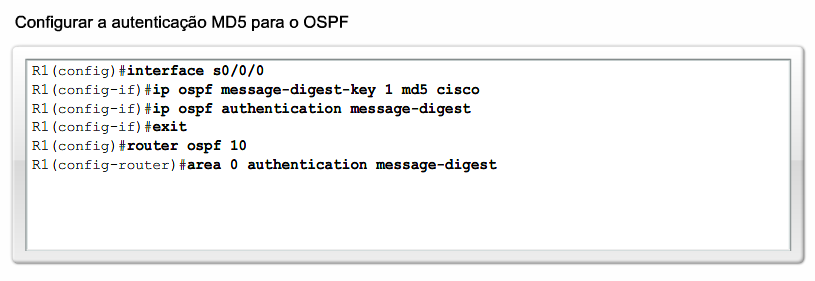 Configurar a autenticação MD5 para o OSPF
R1(config)#interface s0/0/0
R1(config-if)#ip ospf message-digest-key 1 md5 cisco
R1(config-if)#ip ospf authentication message-digest
R1(config-if)#exit
R1(config)#router ospf 10
R1(config-router)#area 0 authentication message-digest